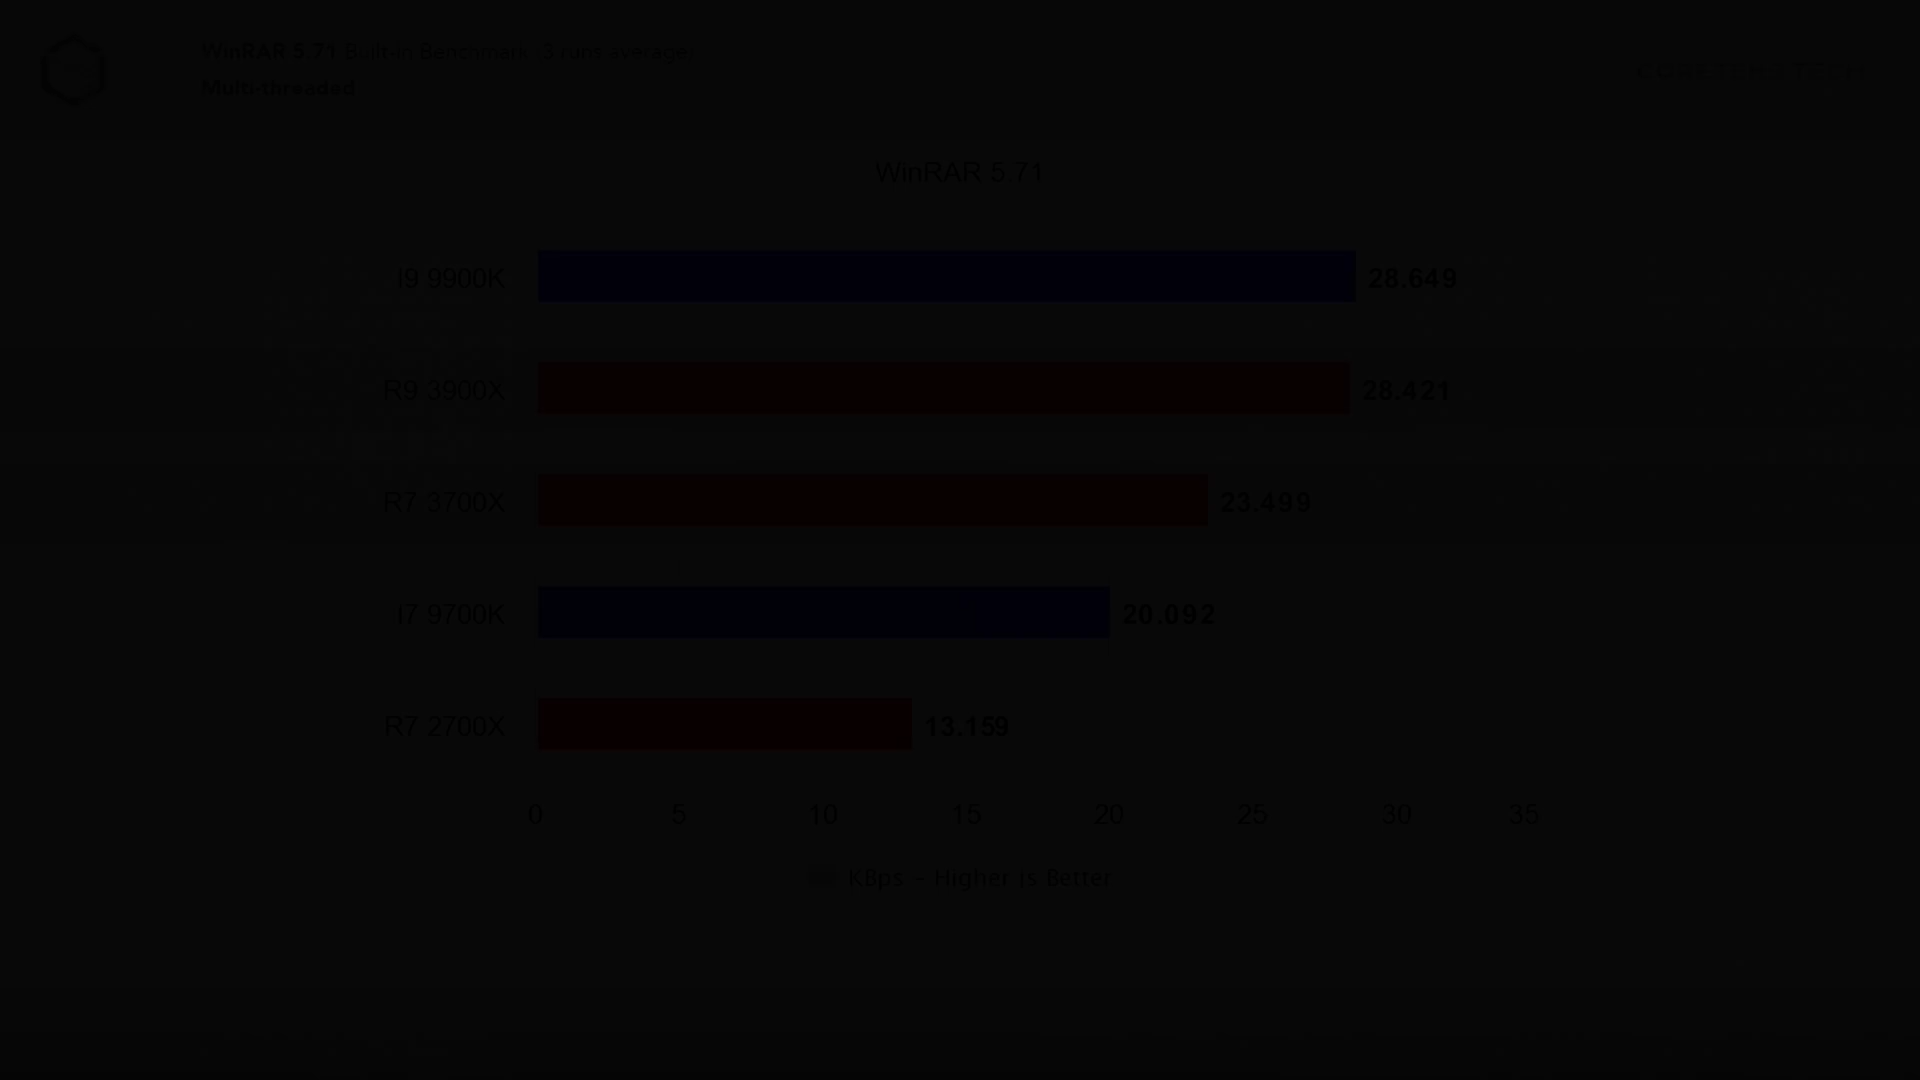 WinRAR 5.71 Built-in Bencamark (3 runs average)
Multi-threaded
WinRAR 5.71
I9 9900K 28.649
R9 3900X 28.421
R7 3700X 23.499
I7 9700K 20.092
R7 2700X 13.159
0 5 10 15 20 25 30 35
KBps - Higher is Better